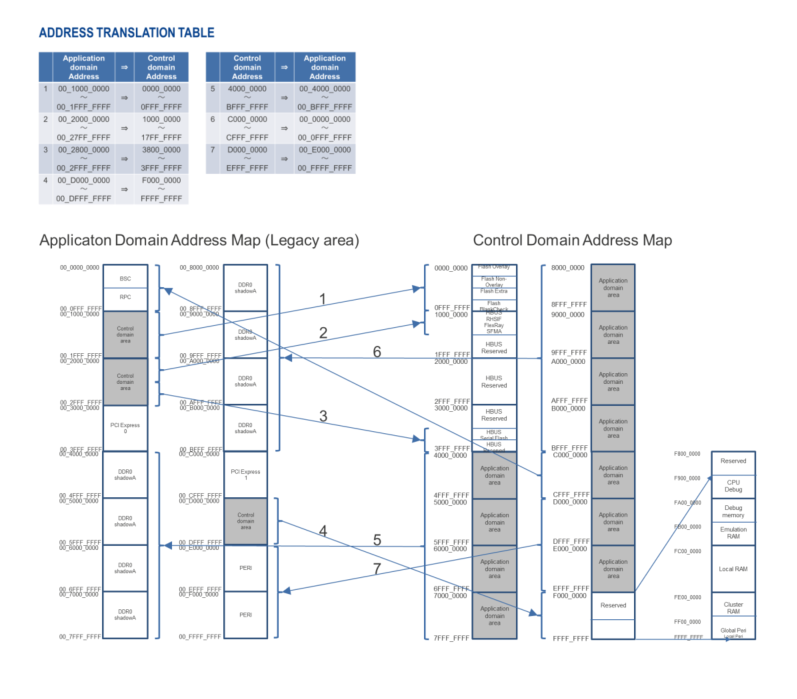 ADDRESS TRANSLATION TABLE
Application domain Address ⇒ Control domain Address
1 00_1000_0000 ～ 00_1FFF_FFFF ⇒ 0000_0000 ～ 0FFF_FFFF
2 00_2000_0000 ～ 00_27FF_FFFF ⇒ 1000_0000 ～ 17FF_FFFF
3 00_2800_0000 ～ 00_2FFF_FFFF ⇒ 3800_0000 ～ 3FFF_FFFF
4 00_D000_0000 ～ 00_DFFF_FFFF ⇒ F000_0000 ～ FFFF_FFFF
Control domain Address ⇒ Application domain Address
5 4000_0000 ～ BFFF_FFFF ⇒ 00_4000_0000 ～ 00_BFFF_FFFF
6 C000_0000 ～ CFFF_FFFF ⇒ 00_0000_0000 ～ 00_0FFF_FFFF
7 D000_0000 ～ EFFF_FFFF ⇒ 00_E000_0000 ～ 00_FFFF_FFFF
Applicaton Domain Address Map (Legacy area)
00_0000_0000
BSC
RPC
00_0FFF_FFFF
00_1000_0000
Control
domain
area
00_1FFF_FFFF
00_2000_0000
Control
domain
area
00_2FFF_FFFF
00_3000_0000
PCI Express
0
00_3FFF_FFFF
00_4000_0000
DDR0
shadowA
00_4FFF_FFFF
00_5000_0000
DDR0
shadowA
00_5FFF_FFFF
00_6000_0000
DDR0
shadowA
00_6FFF_FFFF
00_7000_0000
DDR0
shadowA
00_7FFF_FFFF
00_8000_0000
DDR0
shadowA
00_8FFF_FFFF
00_9000_0000
DDR0
shadowA
00_9FFF_FFFF
00_A000_0000
DDR0
shadowA
00_AFFF_FFFF
00_B000_0000
DDR0
shadowA
00_BFFF_FFFF
00_C000_0000
PCI Express
1
00_CFFF_FFFF
00_D000_0000
Control
domain
area
00_DFFF_FFFF
00_E000_0000
PERI
00_EFFF_FFFF
00_F000_0000
PERI
00_FFFF_FFFF
1
2
6
3
4
5
7
Control Domain Address Map
0000_0000
Flash Overlay
Flash Non-
Overlay
Flash Extra
Flash
0FFF_FFFF
1000_0000
HBUS
RHSIF
FlexRay
SFMA
HBUS
Reserved
1FFF_FFFF
2000_0000
HBUS
Reserved
2FFF_FFFF
3000_0000
HBUS
Reserved
HBUS
Serial Flash
HBUS
3FFF_FFFF
4000_0000
Application
domain
area
4FFF_FFFF
5000_0000
Application
domain
area
5FFF_FFFF
6000_0000
Application
domain
area
6FFF_FFFF
7000_0000
Application
domain
area
7FFF_FFFF
8000_0000
Application
domain
area
8FFF_FFFF
9000_0000
Application
domain
area
9FFF_FFFF
A000_0000
Application
domain
area
AFFF_FFFF
B000_0000
Application
domain
area
BFFF_FFFF
C000_0000
Application
domain
area
CFFF_FFFF
D000_0000
Application
domain
area
DFFF_FFFF
E000_0000
Application
domain
area
EFFF_FFFF
F000_0000
Reserved
FFFF_FFFF
F800_0000
Reserved
F900_0000
CPU
Debug
FA00_0000
Debug
memory
FB00_0000
Emulation
RAM
FC00_0000
Local RAM
FE00_0000
Cluster
RAM
FF00_0000
Global Peri
Local Peri
FFFF_FFFF